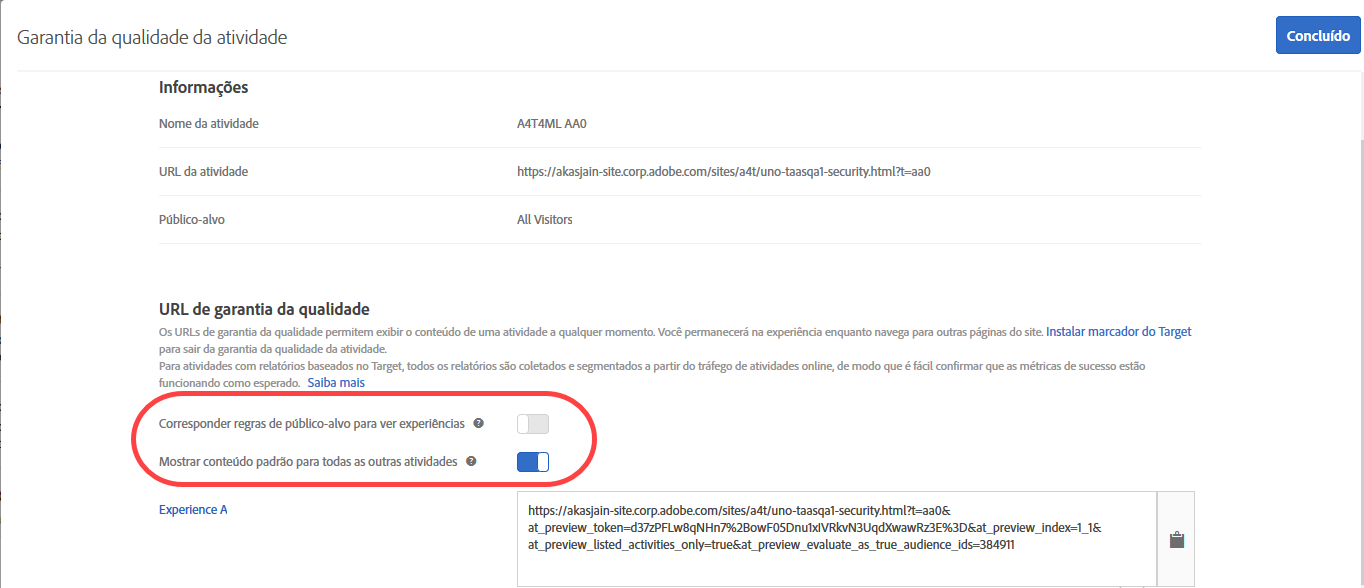 Garantia da qualidade da atividade
Concluído
Informações
Nome da atividade A4T4ML AA0
URL da atividade https://akasjain-site.corp.adobe.com/sites/a4t/uno-taasqa1-security.html?t=aa0
Público-alvo All Visitors
URL de garantia da qualidade
Os URLs de garantia da qualidade permitem exibir o conteúdo de uma atividade a qualquer momento. Você permanecerá na experiência enquanto navega para outras páginas do site. Instalar marcador do Target
para sair da garantia da qualidade da atividade.
Para atividades com relatórios baseados no Target, todos os relatórios são coletados e segmentados a partir do tráfego de atividades online, de modo que é fácil confirmar que as métricas de sucesso estão
funcionando como esperado. Saiba mais
Corresponder regras de público-alvo para ver experiências ?
Mostrar conteúdo padrão para todas as outras atividades ?
Experience A
https://akasjain-site.corp.adobe.com/sites/a4t/uno-taasqa1-security.html?t=aa0&
at_preview_token=d37zPFLw8qNHn7%2BowF05Dnu1xIVRkvN3UqdXwawRz3E%3D&at_preview_index=1_1&
at_preview_listed_activities_only=true&at_preview_evaluate_as_true_audience_ids=384911